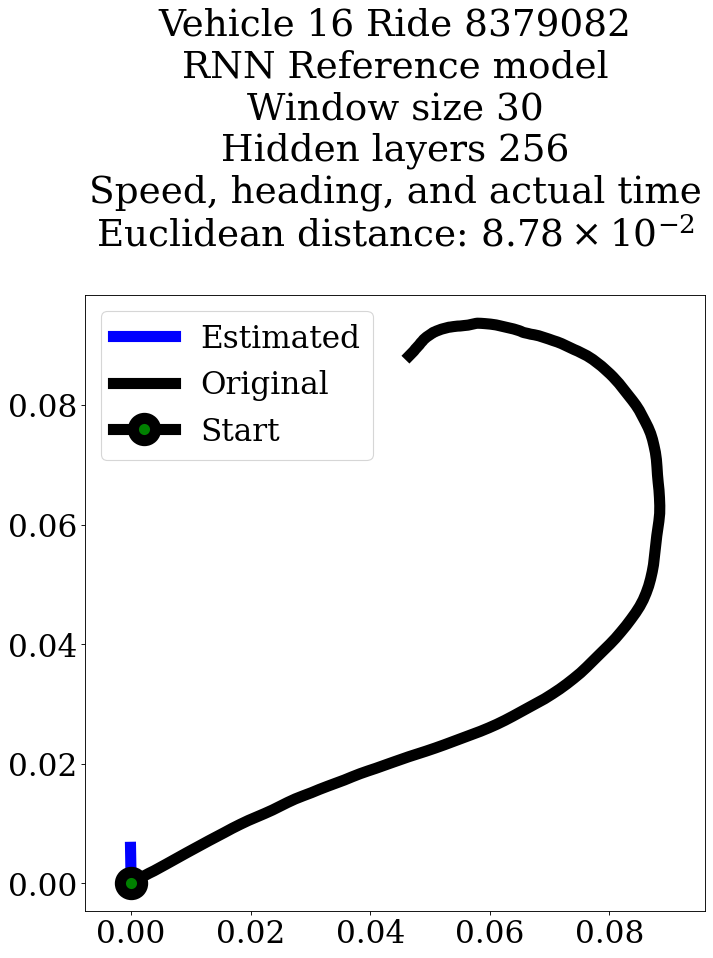 Vehicle 16 Ride 8379082
RNN Reference model
Window size 30
Hidden layers 256
Speed, heading, and actual time
Euclidean distance: 8.78 × 10⁻²
Estimated
Original
Start
0.08
0.06
0.04
0.02
0.00
0.00 0.02 0.04 0.06 0.08